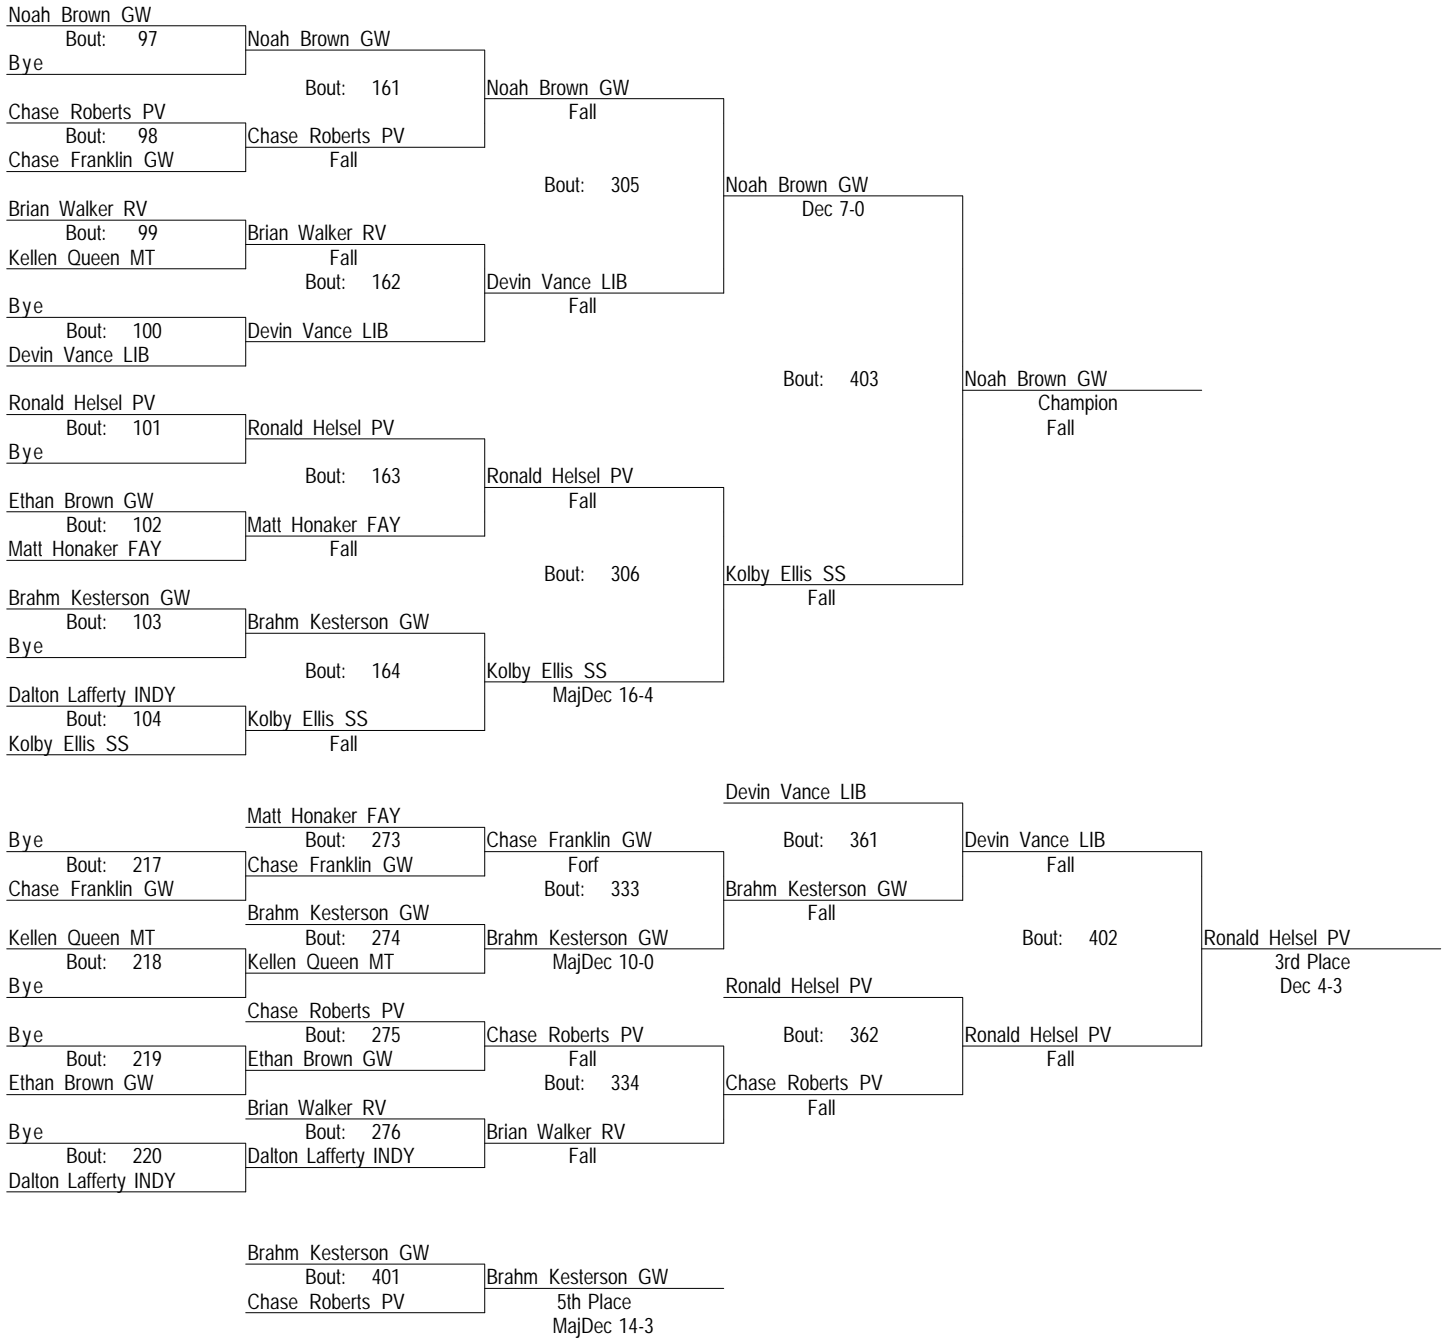 Noah Brown GW
Bout: 97 Noah Brown GW
Bye
Bout: 161 Noah Brown GW
Chase Roberts PV Fall
Bout: 98 Chase Roberts PV
Chase Franklin GW Fall
Bout: 305 Noah Brown GW
Brian Walker RV Dec 7-0
Bout: 99 Brian Walker RV
Kellen Queen MT Fall
Bout: 162 Devin Vance LIB
Bye Fall
Bout: 100 Devin Vance LIB
Devin Vance LIB
Bout: 403 Noah Brown GW
Ronald Helsel PV Champion
Bout: 101 Ronald Helsel PV Fall
Bye
Bout: 163 Ronald Helsel PV
Ethan Brown GW Fall
Bout: 102 Matt Honaker FAY
Matt Honaker FAY Fall
Bout: 306 Kolby Ellis SS
Brahm Kesterson GW Fall
Bout: 103 Brahm Kesterson GW
Bye
Bout: 164 Kolby Ellis SS
Dalton Lafferty INDY MajDec 16-4
Bout: 104 Kolby Ellis SS
Kolby Ellis SS Fall
Devin Vance LIB
Matt Honaker FAY
Bye Bout: 273 Chase Franklin GW Bout: 361 Devin Vance LIB
Bout: 217 Chase Franklin GW Forf Fall
Chase Franklin GW Bout: 333 Brahm Kesterson GW
Brahm Kesterson GW Fall
Kellen Queen MT Bout: 274 Brahm Kesterson GW Bout: 402 Ronald Helsel PV
Bout: 218 Kellen Queen MT MajDec 10-0 3rd Place
Bye Ronald Helsel PV Dec 4-3
Chase Roberts PV
Bye Bout: 275 Chase Roberts PV Bout: 362 Ronald Helsel PV
Bout: 219 Ethan Brown GW Fall Fall
Ethan Brown GW Bout: 334 Chase Roberts PV
Brian Walker RV Fall
Bye Bout: 276 Brian Walker RV
Bout: 220 Dalton Lafferty INDY Fall
Dalton Lafferty INDY
Brahm Kesterson GW
Bout: 401 Brahm Kesterson GW
Chase Roberts PV 5th Place
MajDec 14-3